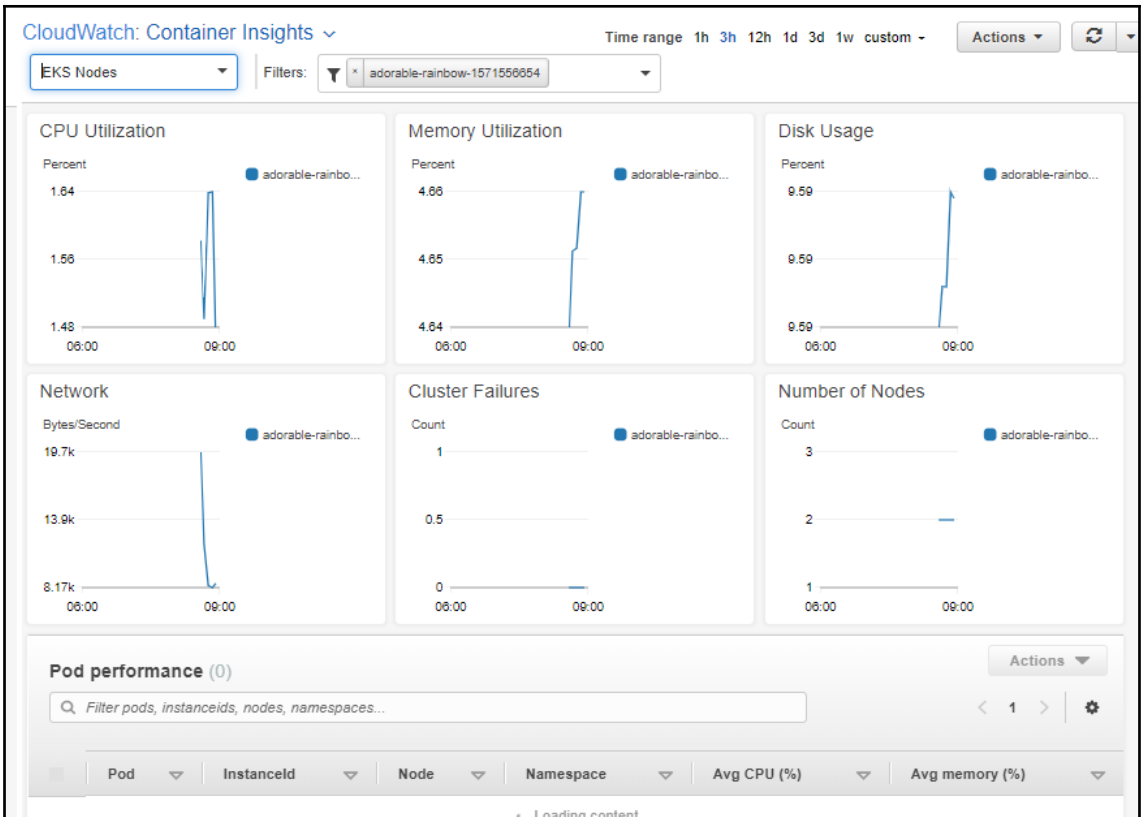 CloudWatch: Container Insights
Time range 1h 3h 12h 1d 3d 1w custom
Actions
EKS Nodes
Filters:
× adorable-rainbow-1571556654
CPU Utilization
Percent
adorable-rainbo...
1.64
1.56
1.48
06:00 09:00
Memory Utilization
Percent
adorable-rainbo...
4.66
4.65
4.64
06:00 09:00
Disk Usage
Percent
adorable-rainbo...
9.59
9.59
9.59
06:00 09:00
Network
Bytes/Second
adorable-rainbo...
19.7k
13.9k
8.17k
06:00 09:00
Cluster Failures
Count
adorable-rainbo...
1
0.5
0
06:00 09:00
Number of Nodes
Count
adorable-rainbo...
3
2
1
06:00 09:00
Pod performance (0)
Actions
Filter pods, instanceids, nodes, namespaces...
< 1 >
Pod InstanceId Node Namespace Avg CPU (%) Avg memory (%)
Loading content